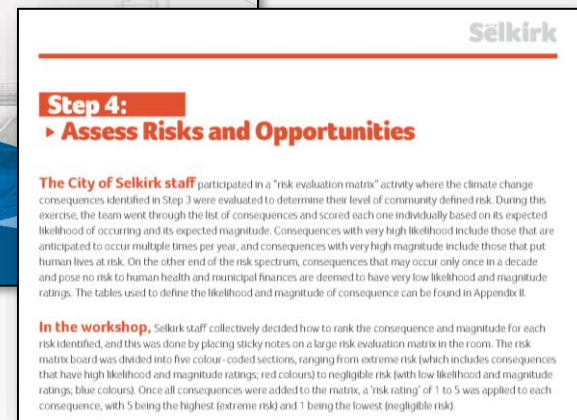 Sëlkirk
Step 4:
▸ Assess Risks and Opportunities
The City of Selkirk staff participated in a "risk evaluation matrix" activity where the climate change
consequences identified in Step 3 were evaluated to determine their level of community defined risk. During this
exercise, the team went through the list of consequences and scored each one individually based on its expected
likelihood of occurring and its expected magnitude. Consequences with very high likelihood include those that are
anticipated to occur multiple times per year, and consequences with very high magnitude include those that put
human lives at risk. On the other end of the risk spectrum, consequences that may occur only once in a decade
and pose no risk to human health and municipal finances are deemed to have very low likelihood and magnitude
ratings. The tables used to define the likelihood and magnitude of consequence can be found in Appendix II.
In the workshop, Selkirk staff collectively decided how to rank the consequence and magnitude for each
risk identified, and this was done by placing sticky notes on a large risk evaluation matrix in the room. The risk
matrix board was divided into five colour-coded sections, ranging from extreme risk (which includes consequences
that have high likelihood and magnitude ratings; red colours) to negligible risk (with low likelihood and magnitude
ratings; blue colours). Once all consequences were added to the matrix, a 'risk rating' of 1 to 5 was applied to each
consequence, with 5 being the highest (extreme risk) and 1 being the lowest (negligible risk).